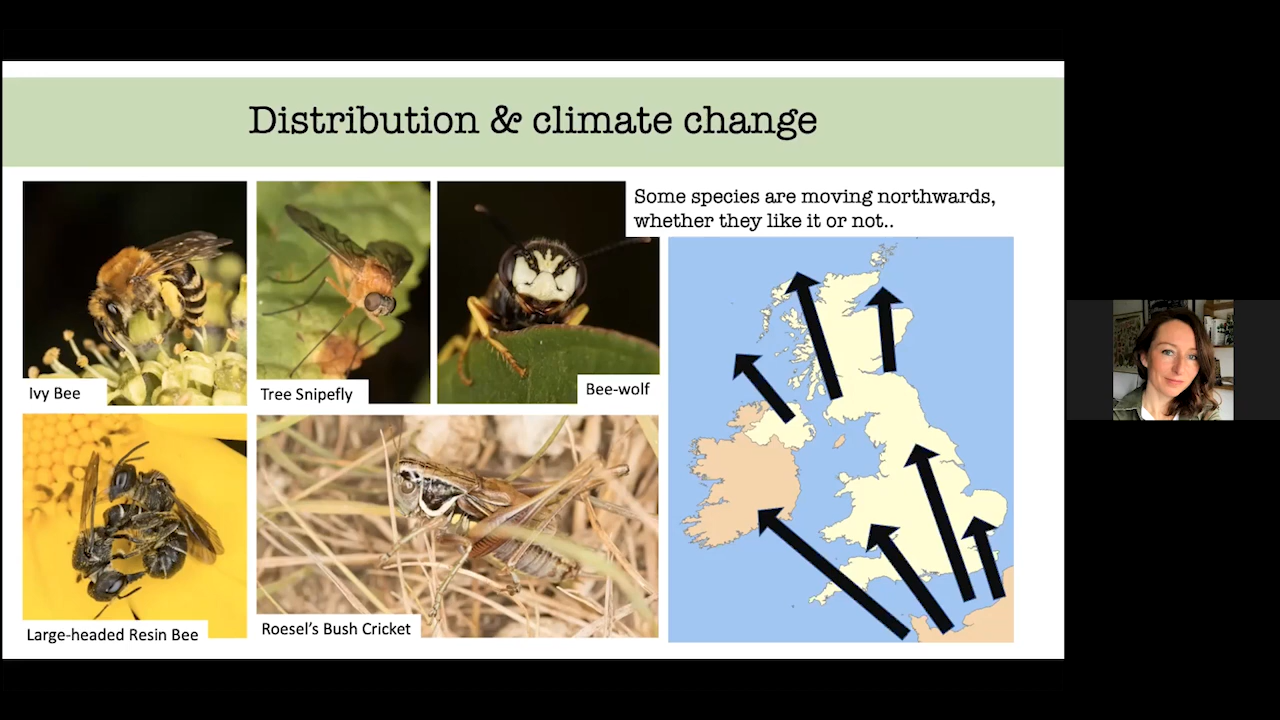 Distribution & climate change
Some species are moving northwards,
whether they like it or not..
Ivy Bee
Tree Snipefly
Bee-wolf
Large-headed Resin Bee
Roesel's Bush Cricket